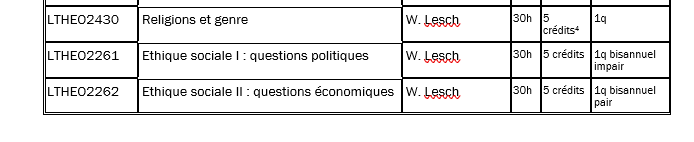 LTHEO2430 Religions et genre W. Lesch 30h 5 crédits⁴ 1q
LTHEO2261 Ethique sociale I : questions politiques W. Lesch 30h 5 crédits 1q bisannuel impair
LTHEO2262 Ethique sociale II : questions économiques W. Lesch 30h 5 crédits 1q bisannuel pair